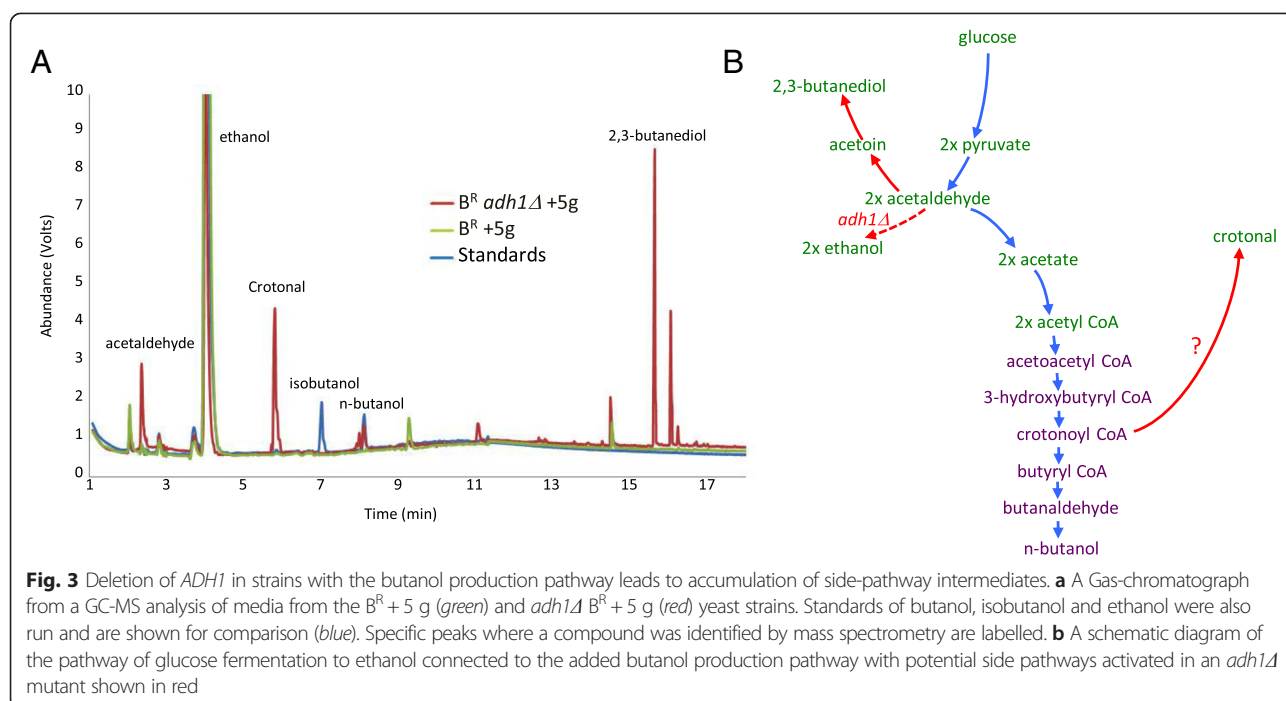 A
10
9
8
7
6
5
4
3
2
1
0
Abundance (Volts)
1 3 5 7 9 11 13 15 17
Time (min)
acetaldehyde
ethanol
Crotonal
isobutanol
n-butanol
2,3-butanediol
Bᴿ adh1Δ +5g
Bᴿ +5g
Standards
B
glucose
2,3-butanediol
acetoin
2x pyruvate
2x acetaldehyde
adh1Δ
2x ethanol
2x acetate
crotonal
2x acetyl CoA
acetoacetyl CoA
?
3-hydroxybutyryl CoA
crotonoyl CoA
butyryl CoA
butanaldehyde
n-butanol
Fig. 3 Deletion of ADH1 in strains with the butanol production pathway leads to accumulation of side-pathway intermediates. a A Gas-chromatograph
from a GC-MS analysis of media from the Bᴿ + 5 g (green) and adh1Δ Bᴿ + 5 g (red) yeast strains. Standards of butanol, isobutanol and ethanol were also
run and are shown for comparison (blue). Specific peaks where a compound was identified by mass spectrometry are labelled. b A schematic diagram of
the pathway of glucose fermentation to ethanol connected to the added butanol production pathway with potential side pathways activated in an adh1Δ
mutant shown in red